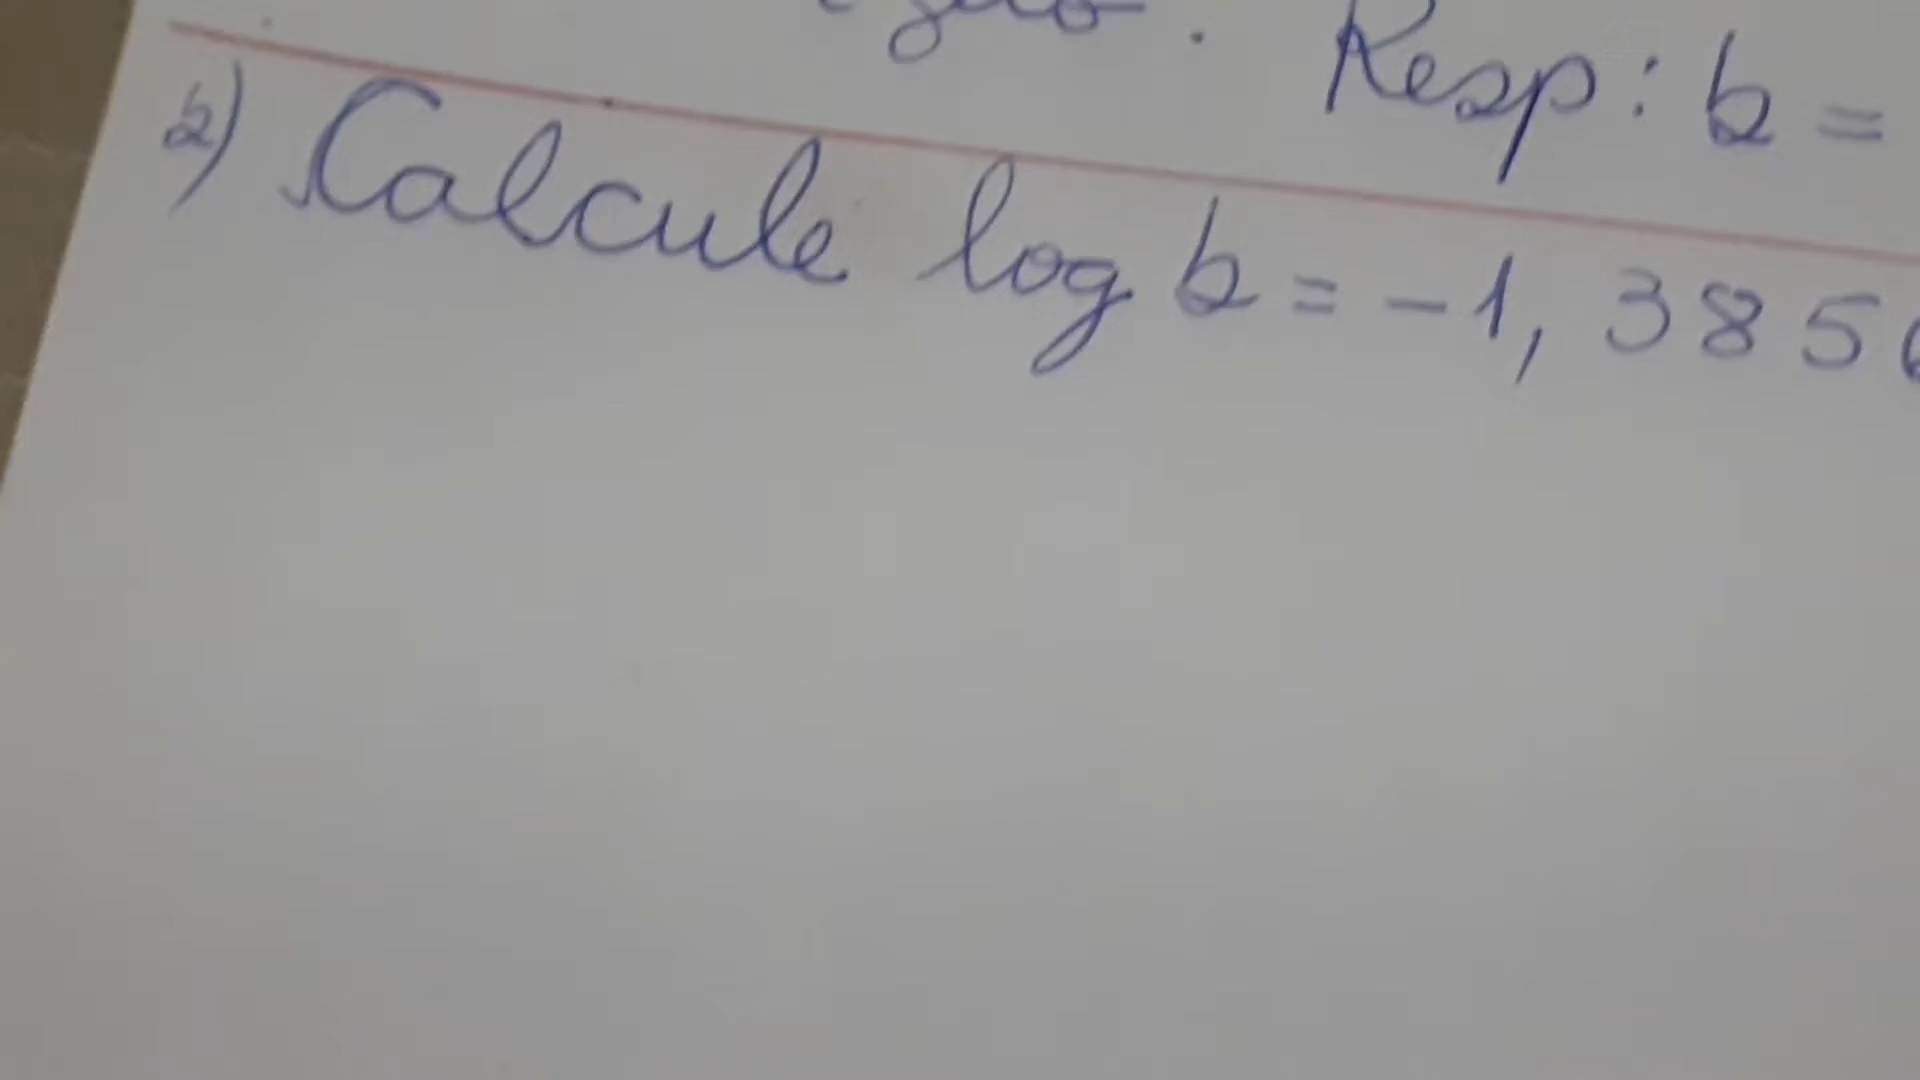 Resp: b =
2) Calcule log b = -1,385